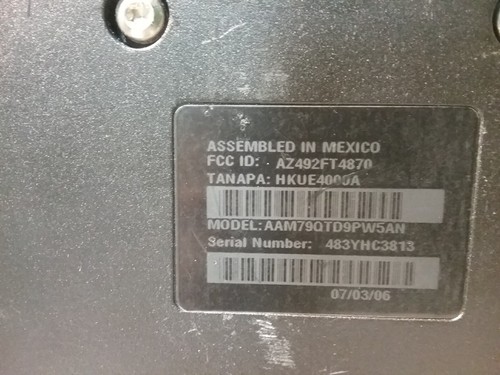 ASSEMBLED IN MEXICO
FCC ID: AZ492FT4870
TANAPA: HKUE4000A
MODEL: AAM79QTD9PW5AN
Serial Number: 483YHC3813
07/03/06